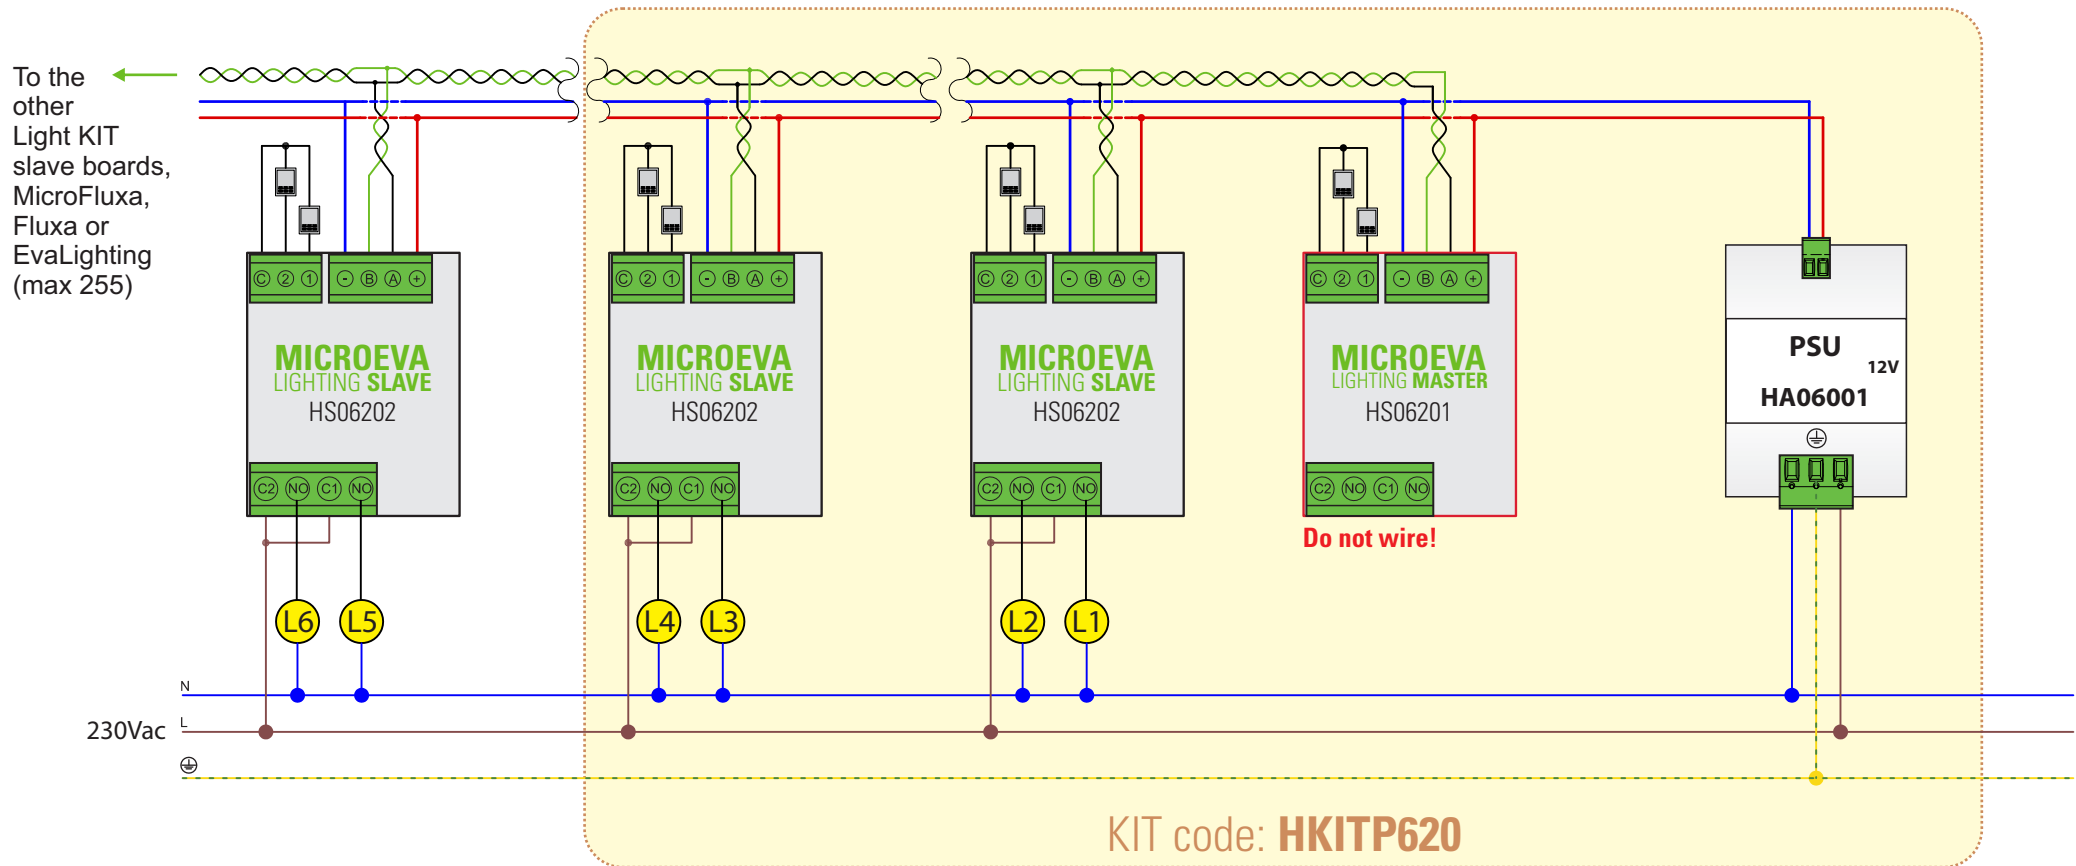 To the
other
Light KIT
slave boards,
MicroFluxa,
Fluxa or
EvaLighting
(max 255)
C 2 1 - B A +
MICROEVA
LIGHTING SLAVE
HS06202
C2 NO C1 NO
L6 L5
C 2 1 - B A +
MICROEVA
LIGHTING SLAVE
HS06202
C2 NO C1 NO
L4 L3
C 2 1 - B A +
MICROEVA
LIGHTING SLAVE
HS06202
C2 NO C1 NO
L2 L1
C 2 1 - B A +
MICROEVA
LIGHTING MASTER
HS06201
C2 NO C1 NO
Do not wire!
PSU
12V
HA06001
N
230Vac L
KIT code: HKITP620